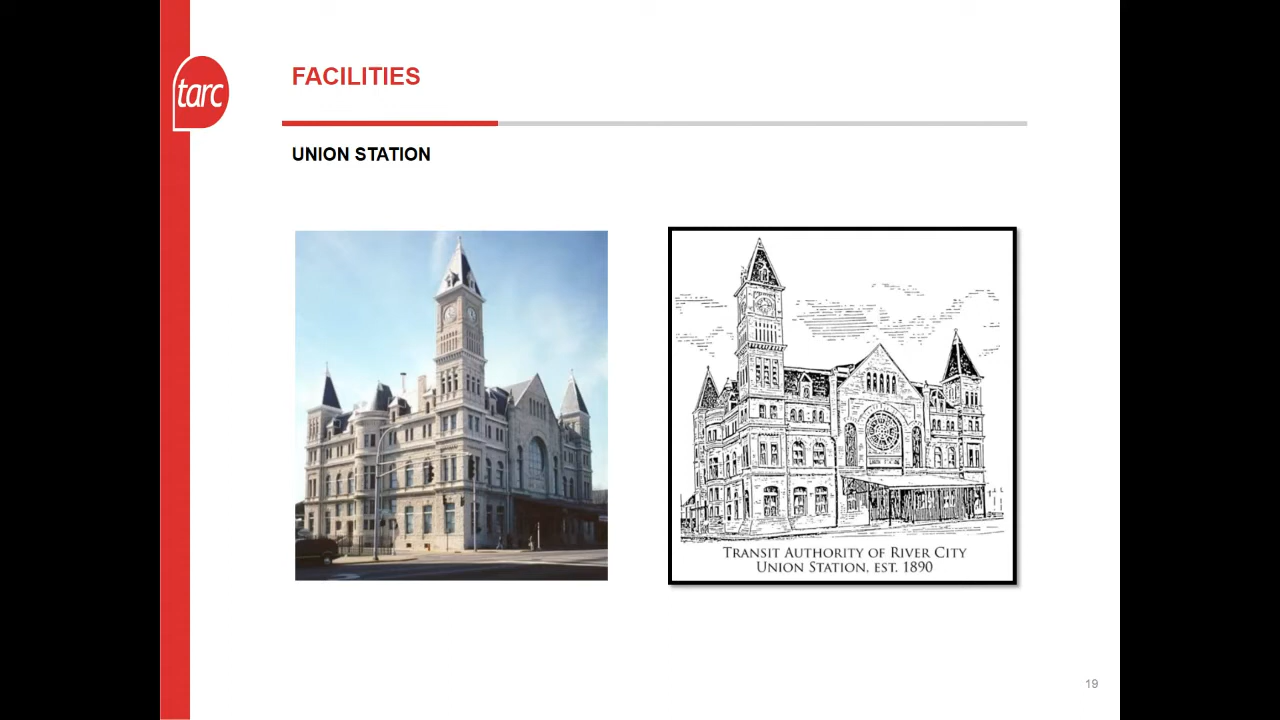 tarc
FACILITIES
UNION STATION
TRANSIT AUTHORITY OF RIVER CITY
UNION STATION, EST. 1890
19